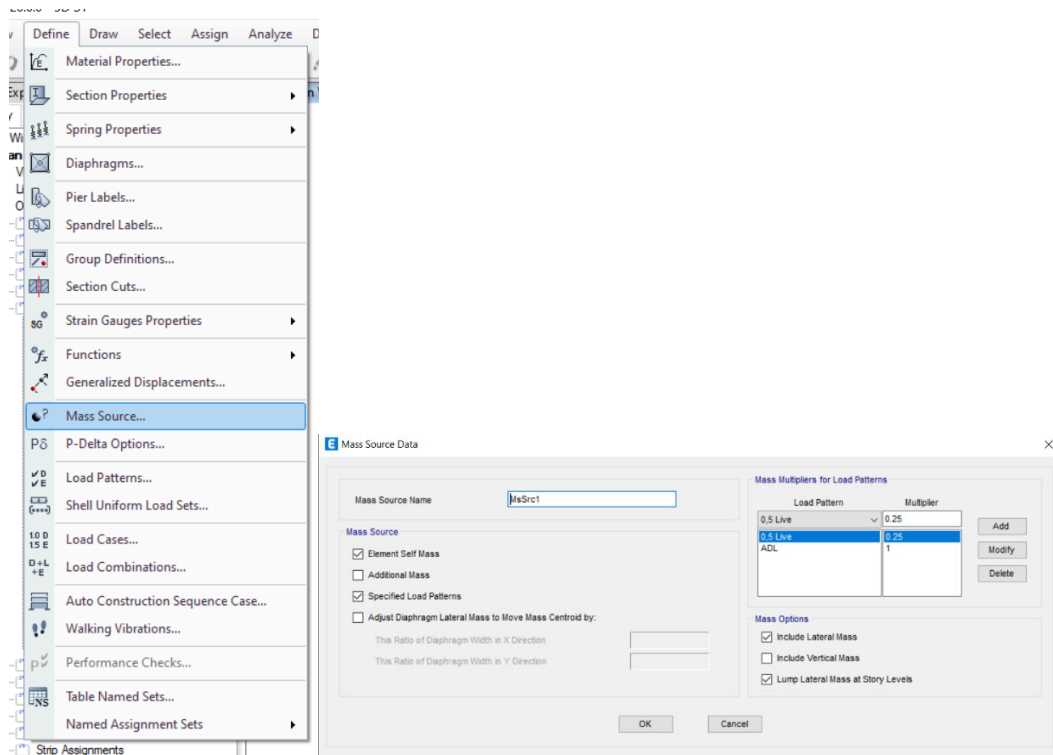 Define Draw Select Assign Analyze D
Material Properties...
Section Properties
Spring Properties
Diaphragms...
Pier Labels...
Spandrel Labels...
Group Definitions...
Section Cuts...
Strain Gauges Properties
Functions
Generalized Displacements...
Mass Source...
P-Delta Options...
Load Patterns...
Shell Uniform Load Sets...
Load Cases...
Load Combinations...
Auto Construction Sequence Case...
Walking Vibrations...
Performance Checks...
Table Named Sets...
Named Assignment Sets
Strip Assignments
E Mass Source Data
Mass Source Name MsSrc1
Mass Source
Element Self Mass
Additional Mass
Specified Load Patterns
Adjust Diaphragm Lateral Mass to Move Mass Centroid by:
This Ratio of Diaphragm Width in X Direction
This Ratio of Diaphragm Width in Y Direction
Mass Multipliers for Load Patterns
Load Pattern Multiplier
0,5 Live 0.25
0,5 Live 0.25
ADL 1
Add
Modify
Delete
Mass Options
Include Lateral Mass
Include Vertical Mass
Lump Lateral Mass at Story Levels
OK Cancel